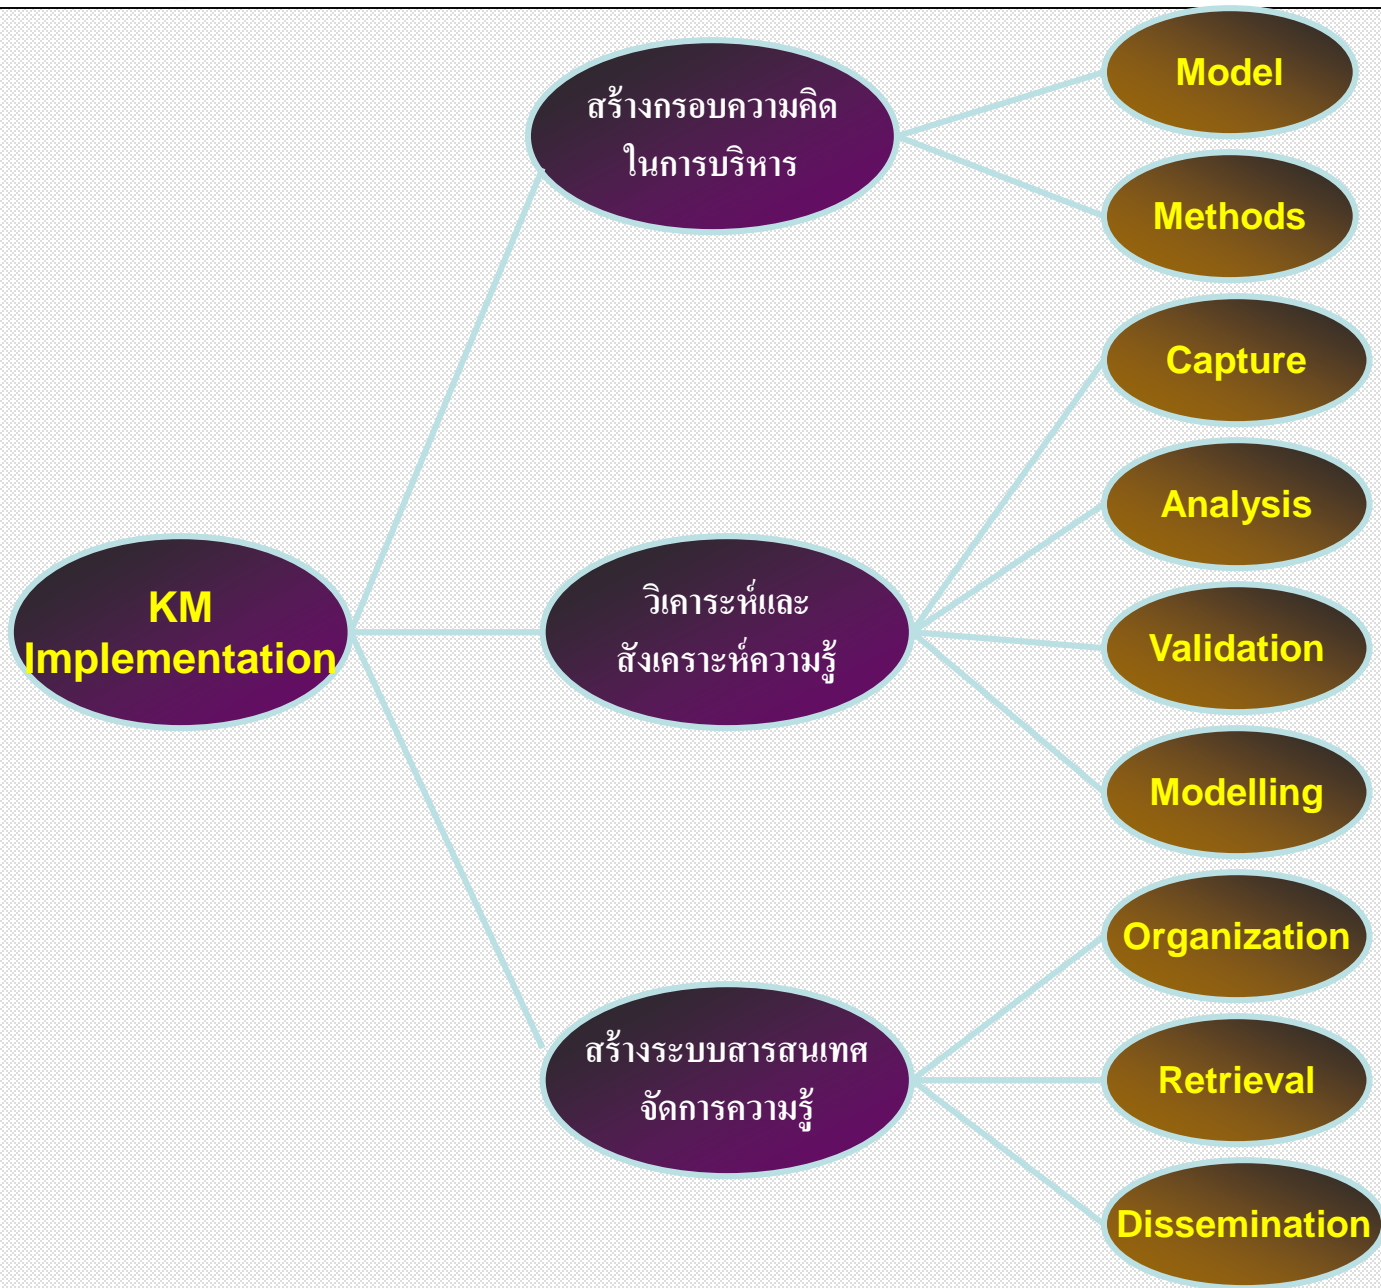 KM
Implementation
สร้างกรอบความคิด
ในการบริหาร
Model
Methods
วิเคาระห์และ
สังเคราะห์ความรู้
Capture
Analysis
Validation
Modelling
สร้างระบบสารสนเทศ
จัดการความรู้
Organization
Retrieval
Dissemination